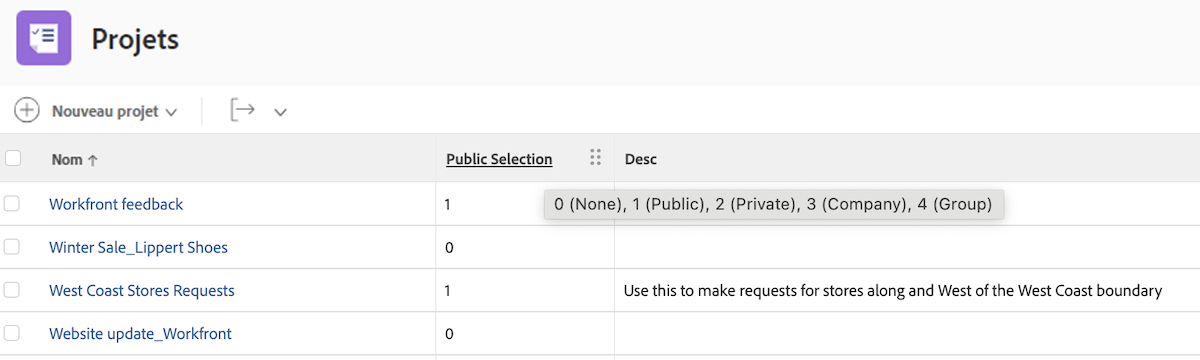 Projets
Nouveau projet
Nom ↑ Public Selection Desc
Workfront feedback 1 0 (None), 1 (Public), 2 (Private), 3 (Company), 4 (Group)
Winter Sale_Lippert Shoes 0
West Coast Stores Requests 1 Use this to make requests for stores along and West of the West Coast boundary
Website update_Workfront 0